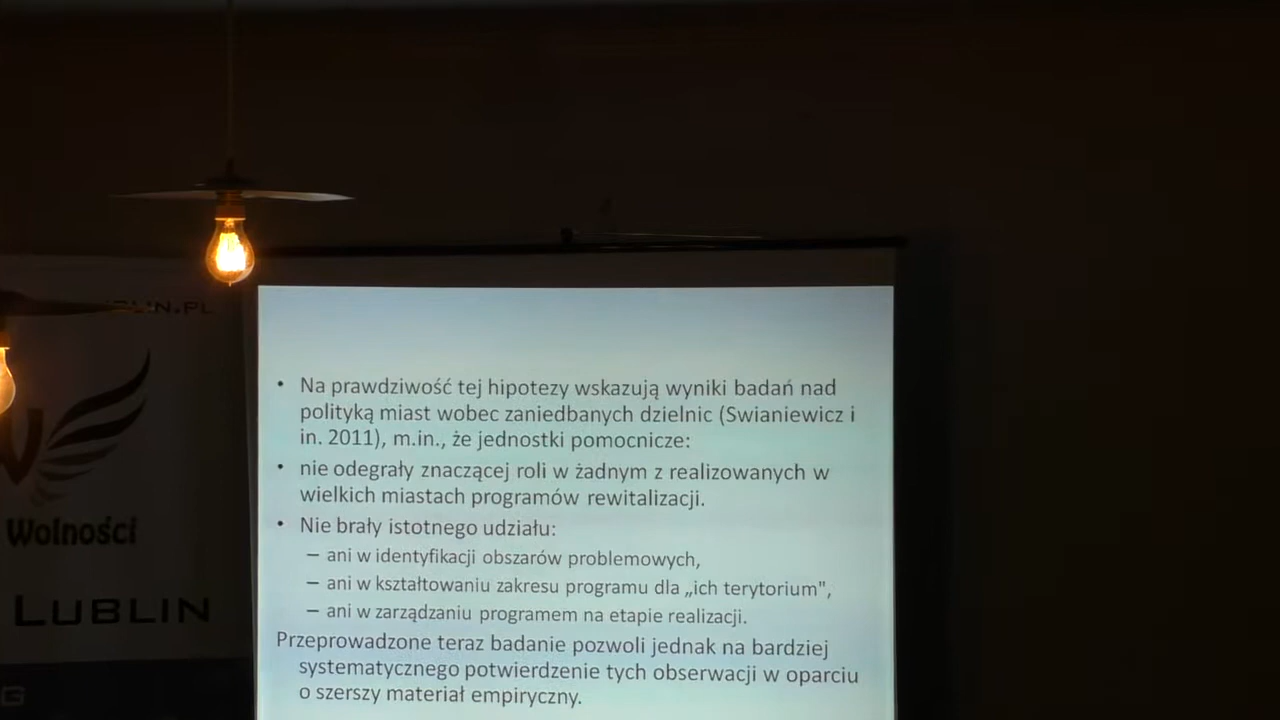 LIN.PL
Wolności
LUBLIN
G
• Na prawdziwość tej hipotezy wskazują wyniki badań nad
polityką miast wobec zaniedbanych dzielnic (Swianiewicz i
in. 2011), m.in., że jednostki pomocnicze:
• nie odegrały znaczącej roli w żadnym z realizowanych w
wielkich miastach programów rewitalizacji.
• Nie brały istotnego udziału:
– ani w identyfikacji obszarów problemowych,
– ani w kształtowaniu zakresu programu dla „ich terytorium",
– ani w zarządzaniu programem na etapie realizacji.
Przeprowadzone teraz badanie pozwoli jednak na bardziej
systematycznego potwierdzenie tych obserwacji w oparciu
o szerszy materiał empiryczny.